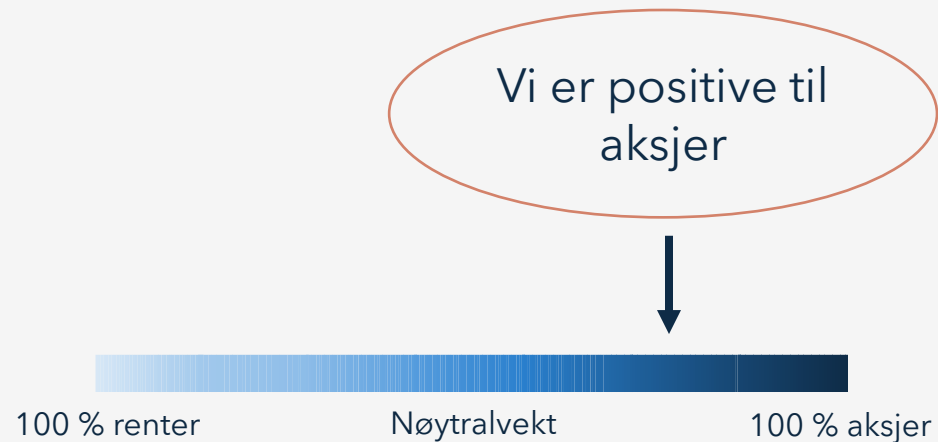 Vi er positive til
aksjer
100 % renter
Nøytralvekt
100 % aksjer